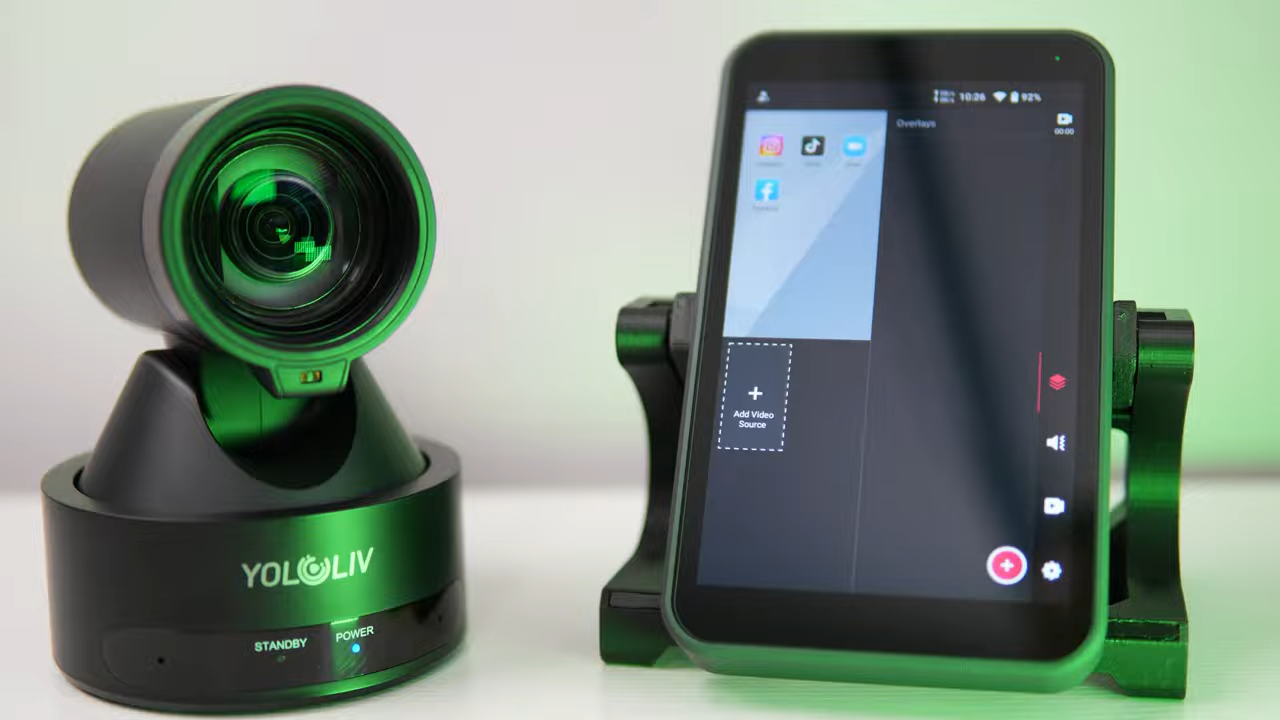 YOLOLIV
STANDBY
POWER
10:26
92%
Overlays
00:00
+ Add Video
Source